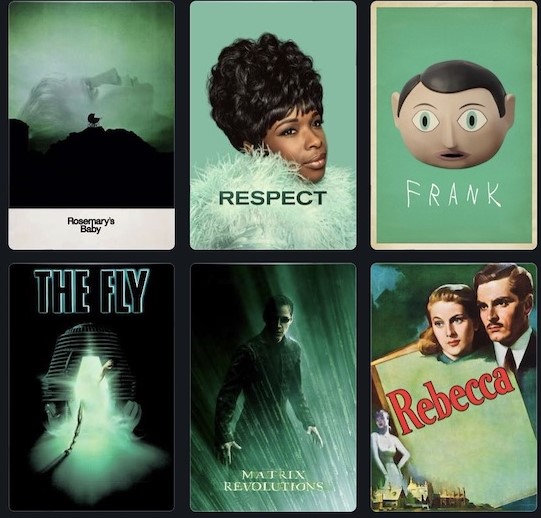 Rosemary's
Baby
RESPECT
FRANK
THE FLY
MATRIX
REVOLUTIONS
Rebecca